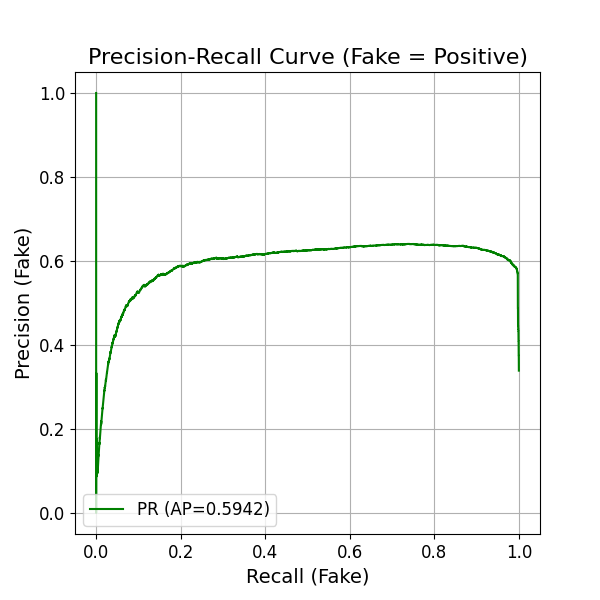 Precision-Recall Curve (Fake = Positive)
1.0
0.8
0.6
0.4
0.2
0.0
Precision (Fake)
PR (AP=0.5942)
0.0 0.2 0.4 0.6 0.8 1.0
Recall (Fake)